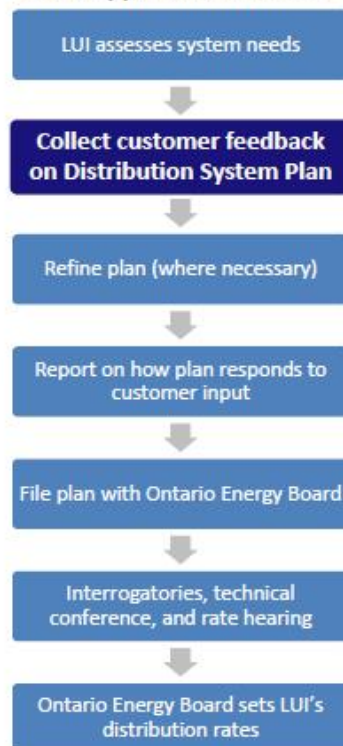 LUI assesses system needs
Collect customer feedback
on Distribution System Plan
Refine plan (where necessary)
Report on how plan responds to
customer input
File plan with Ontario Energy Board
Interrogatories, technical
conference, and rate hearing
Ontario Energy Board sets LUI's
distribution rates